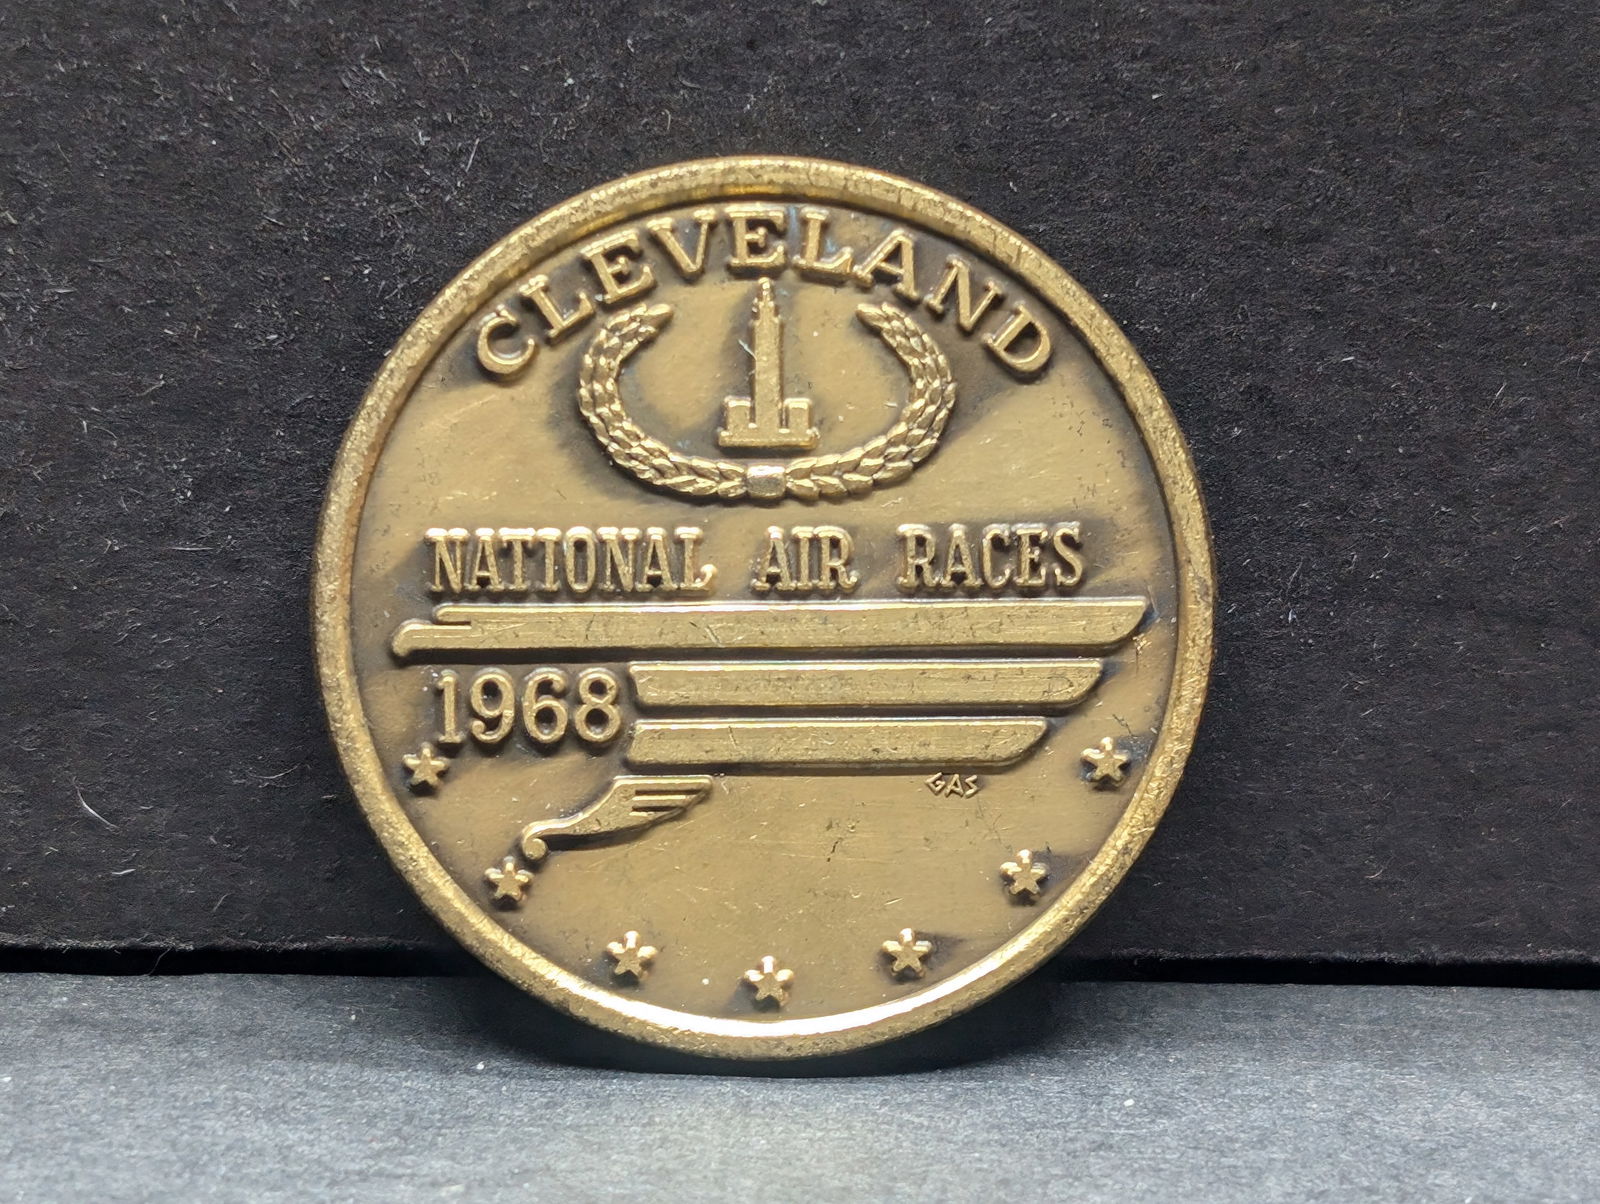 CLEVELAND
NATIONAL AIR RACES
1968
GAS